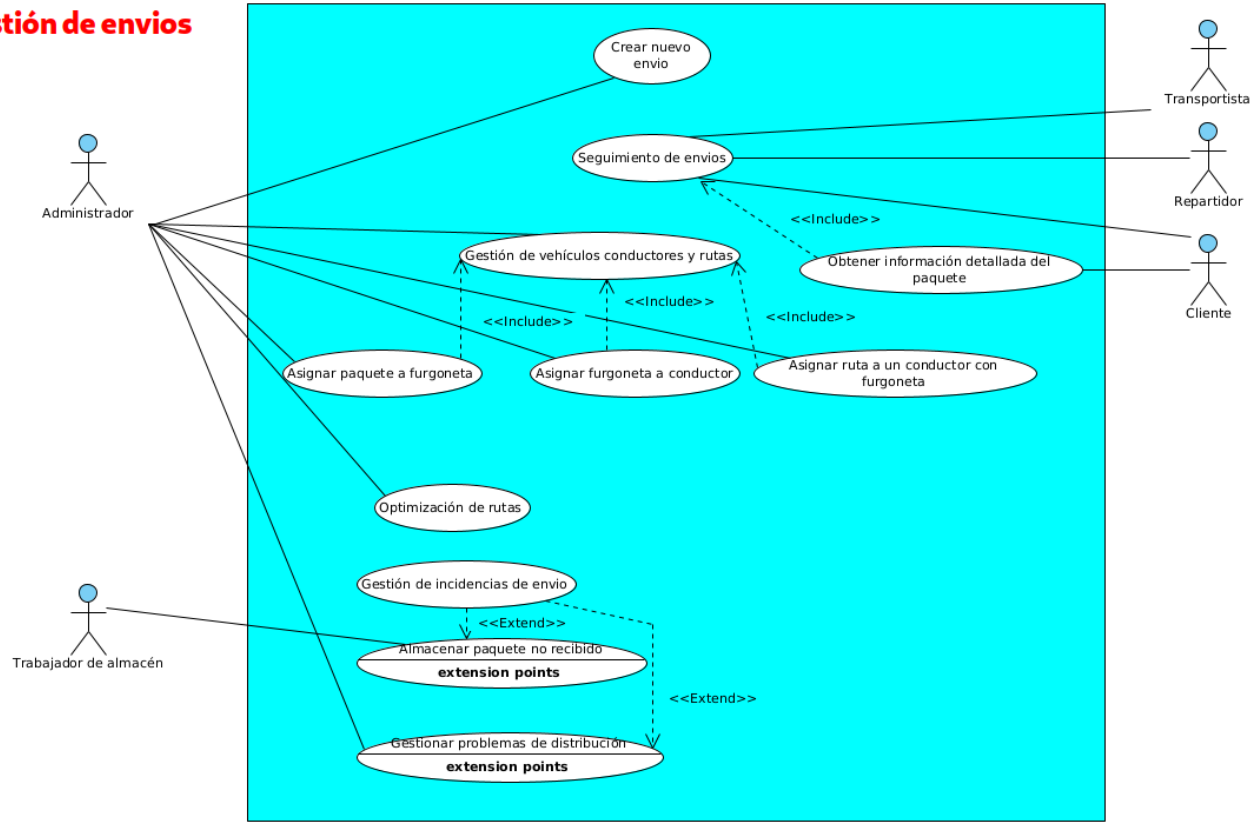 stión de envios
Crear nuevo
envio
Transportista
Seguimiento de envios
Repartidor
Administrador
<<Include>>
Gestión de vehículos conductores y rutas
Obtener información detallada del
paquete
Cliente
<<Include>>
<<Include>>
<<Include>>
Asignar paquete a furgoneta
Asignar furgoneta a conductor
Asignar ruta a un conductor con
furgoneta
Optimización de rutas
Gestión de incidencias de envio
<<Extend>>
Trabajador de almacén
Almacenar paquete no recibido
extension points
<<Extend>>
Gestionar problemas de distribución
extension points